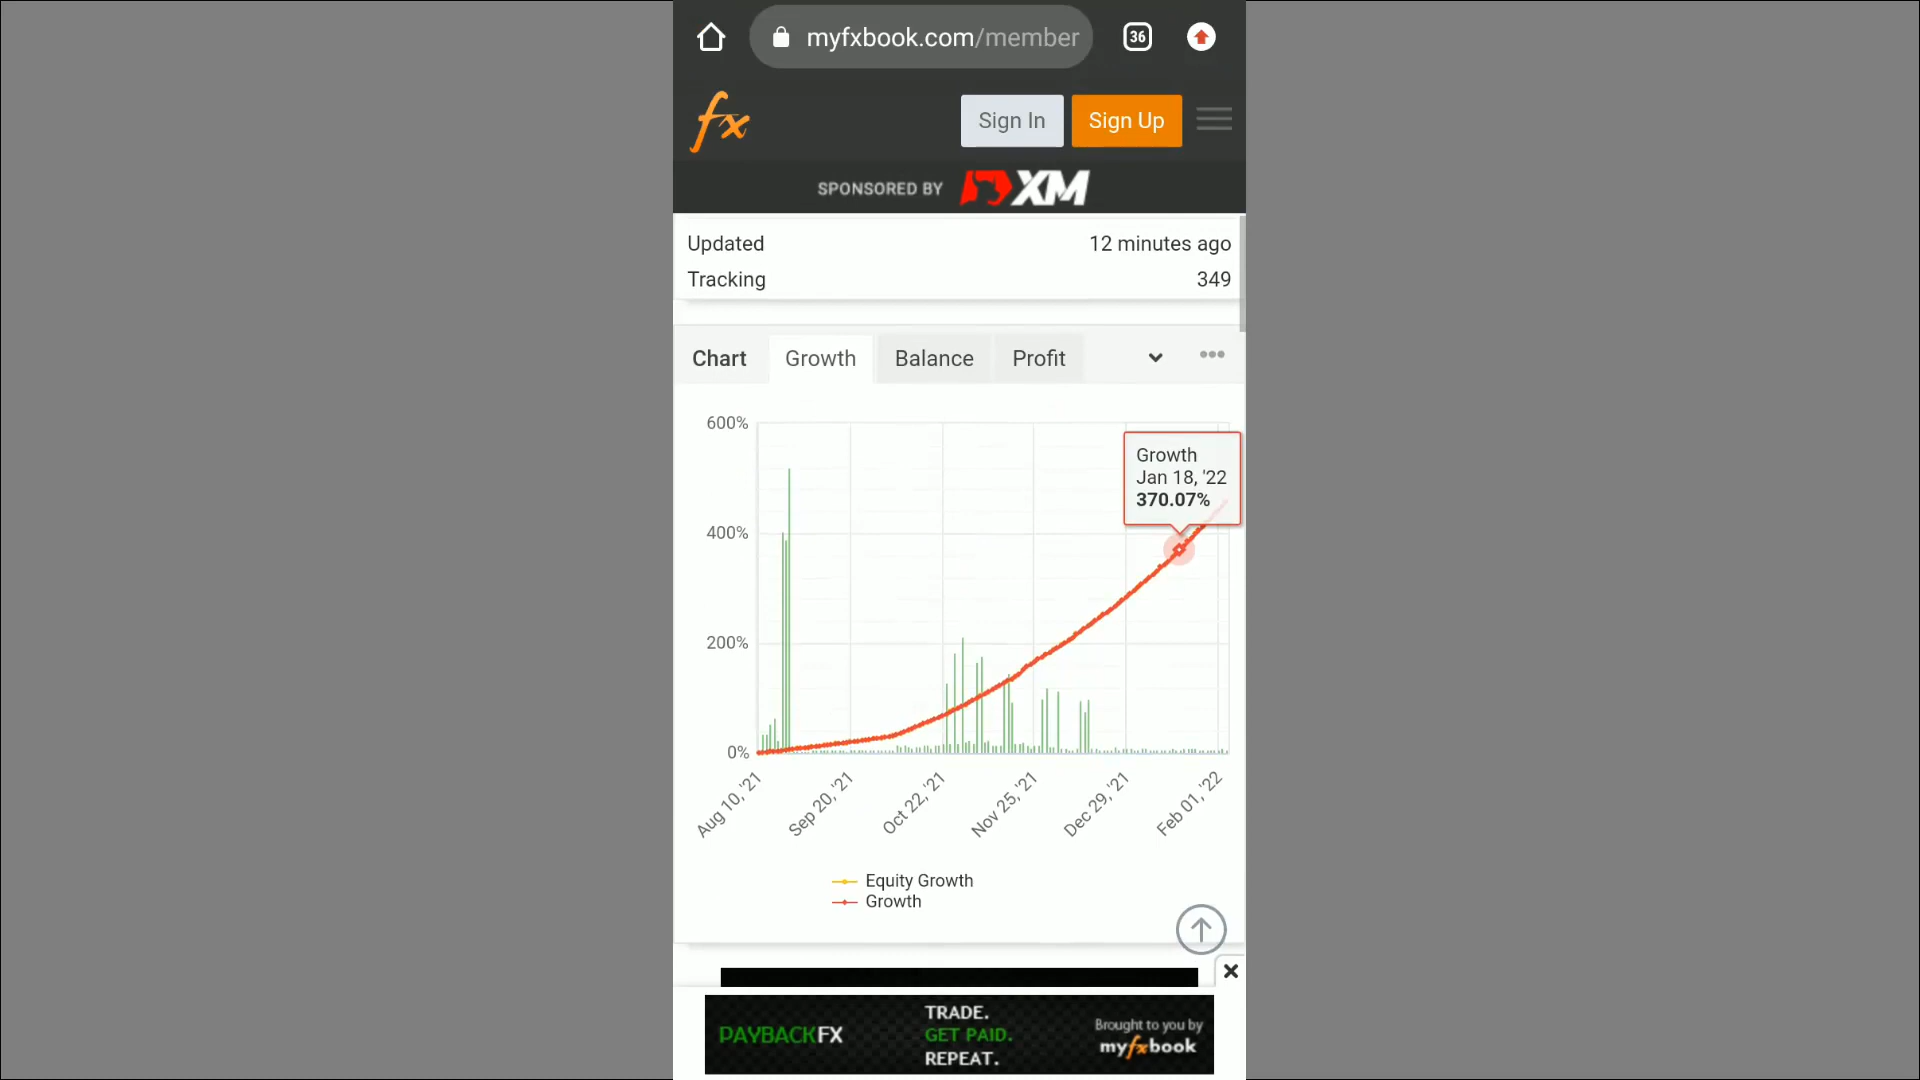 myfxbook.com/member
36
fx
Sign In
Sign Up
SPONSORED BY XM
Updated 12 minutes ago
Tracking 349
Chart Growth Balance Profit
600%
400%
200%
0%
Growth
Jan 18, '22
370.07%
Aug 10, '21
Sep 20, '21
Oct 22, '21
Nov 25, '21
Dec 29, '21
Feb 01, '22
Equity Growth
Growth
PAYBACKFX
TRADE.
GET PAID.
REPEAT.
Brought to you by
myfxbook